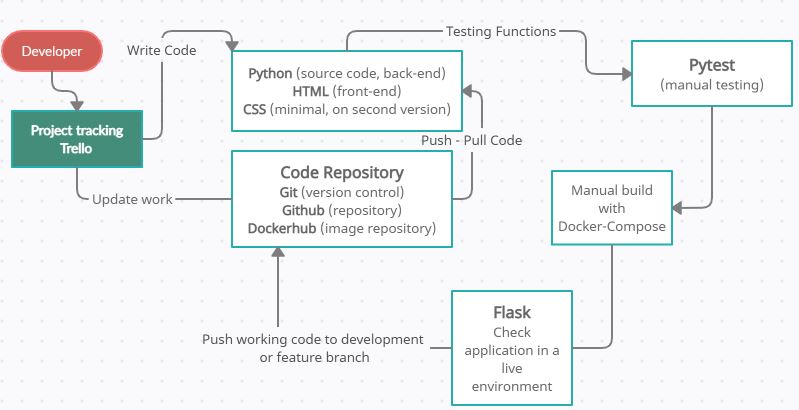 Developer
Write Code
Testing Functions
Python (source code, back-end)
HTML (front-end)
CSS (minimal, on second version)
Pytest
(manual testing)
Project tracking
Trello
Push - Pull Code
Update work
Code Repository
Git (version control)
Github (repository)
Dockerhub (image repository)
Manual build
with
Docker-Compose
Push working code to development
or feature branch
Flask
Check
application in a
live
environment